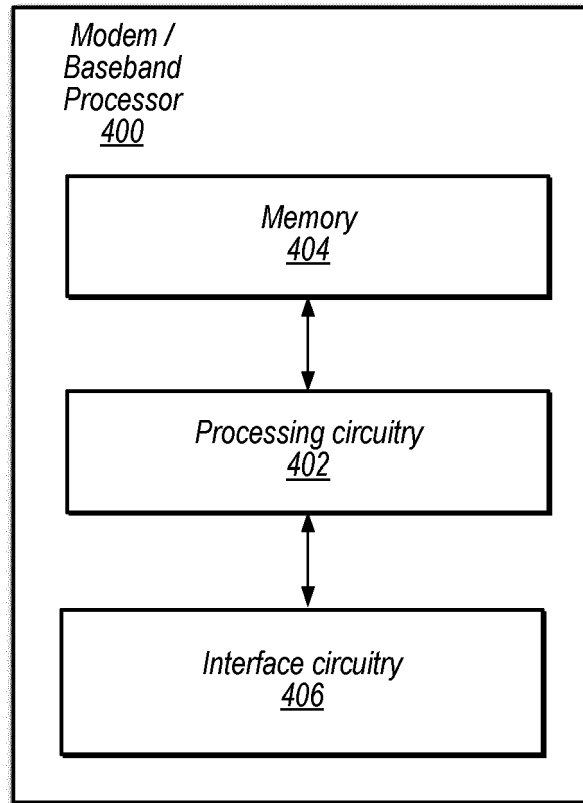 Modem /
Baseband
Processor
400
Memory
404
Processing circuitry
402
Interface circuitry
406